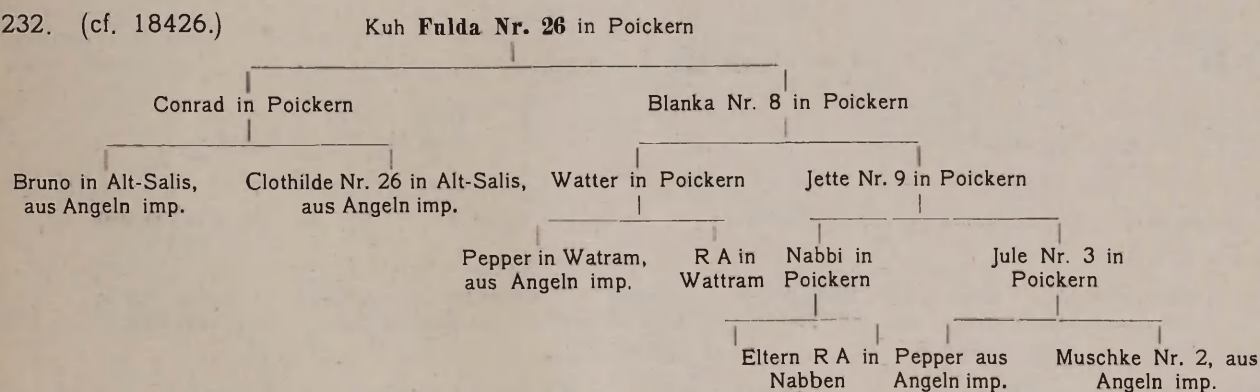 232. (cf. 18426.) Kuh Fulda Nr. 26 in Poickern
Conrad in Poickern Blanka Nr. 8 in Poickern
Bruno in Alt-Salis, Clothilde Nr. 26 in Alt-Salis, Watter in Poickern Jette Nr. 9 in Poickern
aus Angeln imp. aus Angeln imp.
Pepper in Watram, R A in Nabbi in Jule Nr. 3 in
aus Angeln imp. Wattram Poickern Poickern
Eltern R A in Pepper aus Muschke Nr. 2, aus
Nabben Angeln imp. Angeln imp.